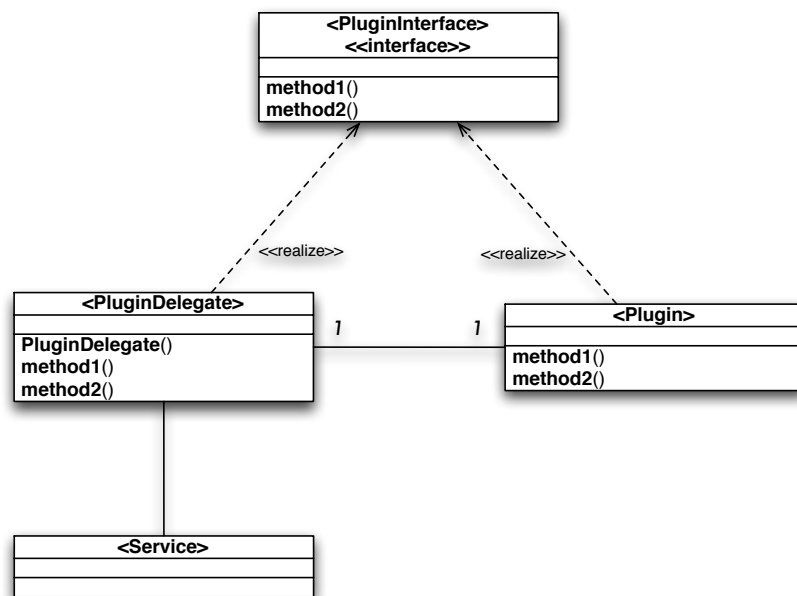 <PluginInterface>
<<interface>>
method1()
method2()
<<realize>>
<<realize>>
<PluginDelegate>
PluginDelegate()
method1()
method2()
1
1
<Plugin>
method1()
method2()
<Service>